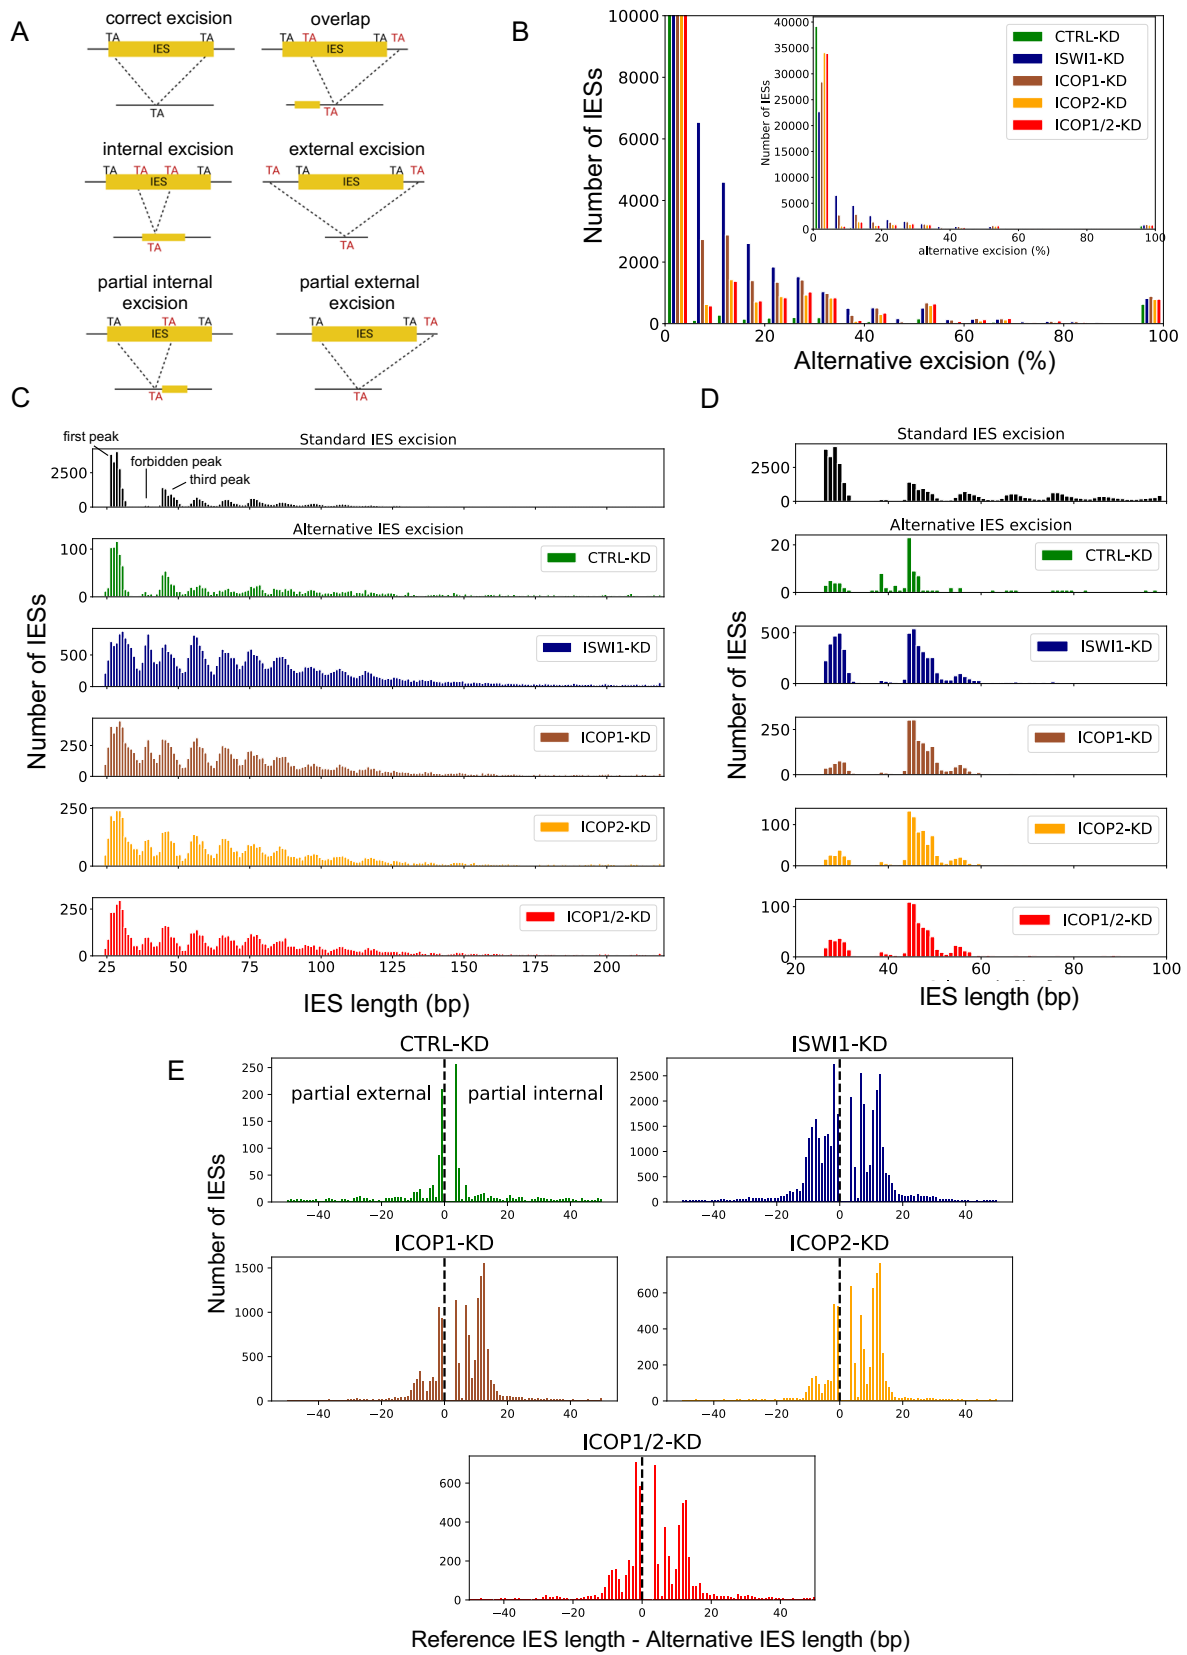 A
correct excision
overlap
TA TA
TA TA TA TA
IES
IES
TA
TA
internal excision
external excision
TA TA TA TA
TA TA TA TA
IES
IES
TA
TA
partial internal
excision
partial external
excision
TA TA TA
TA TA TA
IES
IES
TA
TA
B
Number of IESs
10000
8000
6000
4000
2000
0
0 20 40 60 80 100
Alternative excision (%)
Number of IESs
40000
35000
30000
25000
20000
15000
10000
5000
0
0 20 40 60 80 100
alternative excision (%)
CTRL-KD
ISWI1-KD
ICOP1-KD
ICOP2-KD
ICOP1/2-KD
C
Number of IESs
Standard IES excision
first peak
forbidden peak
third peak
2500
0
Alternative IES excision
100
0
CTRL-KD
500
0
ISWI1-KD
250
0
ICOP1-KD
250
0
ICOP2-KD
250
0
ICOP1/2-KD
25 50 75 100 125 150 175 200
IES length (bp)
D
Number of IESs
Standard IES excision
2500
0
Alternative IES excision
20
0
CTRL-KD
500
0
ISWI1-KD
250
0
ICOP1-KD
100
0
ICOP2-KD
100
0
ICOP1/2-KD
20 40 60 80 100
IES length (bp)
E
Number of IESs
CTRL-KD
partial external
partial internal
250
200
150
100
50
0
−40 −20 0 20 40
ISWI1-KD
2500
2000
1500
1000
500
0
−40 −20 0 20 40
ICOP1-KD
1500
1000
500
0
−40 −20 0 20 40
ICOP2-KD
600
400
200
0
−40 −20 0 20 40
ICOP1/2-KD
600
400
200
0
−40 −20 0 20 40
Reference IES length - Alternative IES length (bp)